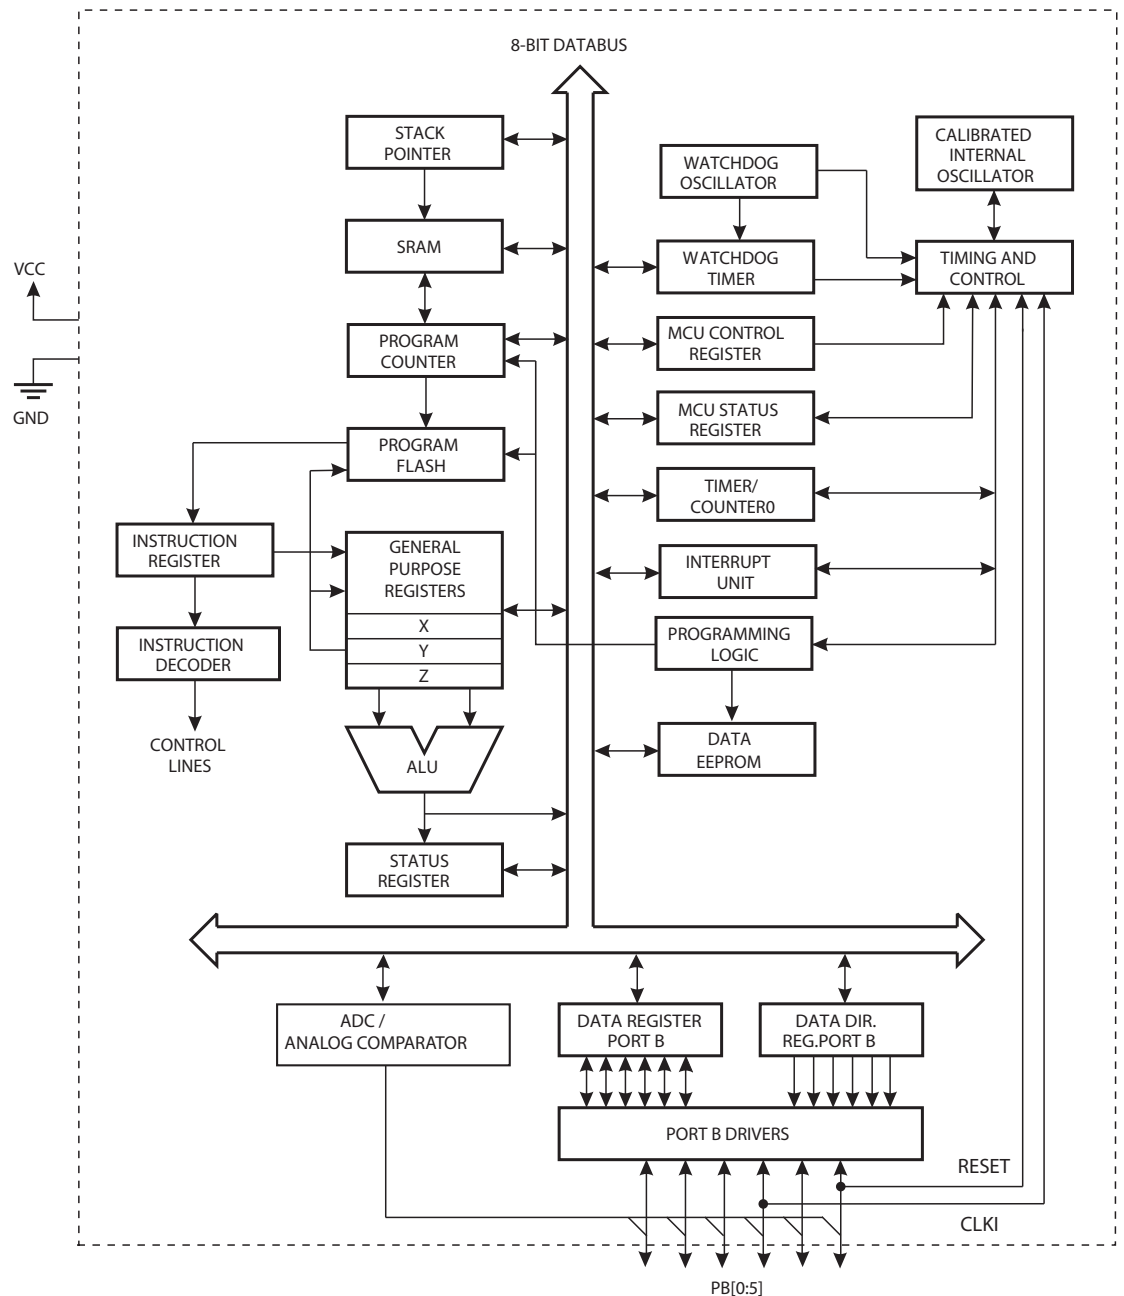 8-BIT DATABUS
STACK
POINTER
WATCHDOG
OSCILLATOR
CALIBRATED
INTERNAL
OSCILLATOR
SRAM
WATCHDOG
TIMER
TIMING AND
CONTROL
VCC
PROGRAM
COUNTER
MCU CONTROL
REGISTER
GND
PROGRAM
FLASH
MCU STATUS
REGISTER
TIMER/
COUNTER0
INSTRUCTION
REGISTER
GENERAL
PURPOSE
REGISTERS
X
Y
Z
INTERRUPT
UNIT
INSTRUCTION
DECODER
PROGRAMMING
LOGIC
CONTROL
LINES
ALU
DATA
EEPROM
STATUS
REGISTER
ADC /
ANALOG COMPARATOR
DATA REGISTER
PORT B
DATA DIR.
REG.PORT B
PORT B DRIVERS
RESET
CLKI
PB[0:5]